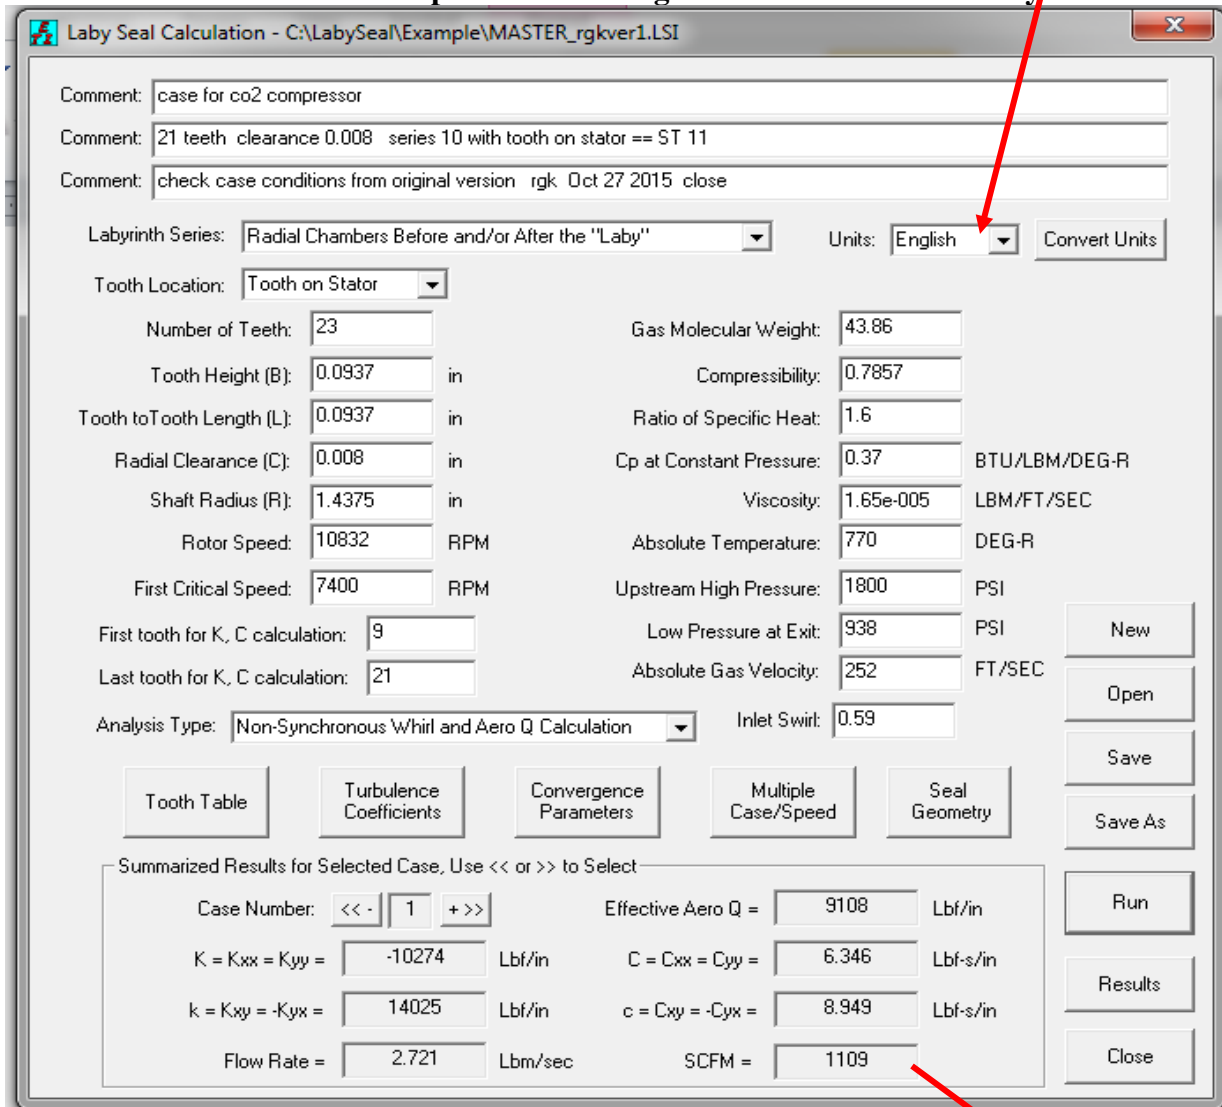 Laby Seal Calculation - C:\LabySeal\Example\MASTER_rgkver1.LSI
Comment: case for co2 compressor
Comment: 21 teeth clearance 0.008 series 10 with tooth on stator == ST 11
Comment: check case conditions from original version rgk Oct 27 2015 close
Labyrinth Series: Radial Chambers Before and/or After the "Laby" Units: English Convert Units
Tooth Location: Tooth on Stator
Number of Teeth: 23 Gas Molecular Weight: 43.86
Tooth Height (B): 0.0937 in Compressibility: 0.7857
Tooth toTooth Length (L): 0.0937 in Ratio of Specific Heat: 1.6
Radial Clearance (C): 0.008 in Cp at Constant Pressure: 0.37 BTU/LBM/DEG-R
Shaft Radius (R): 1.4375 in Viscosity: 1.65e-005 LBM/FT/SEC
Rotor Speed: 10832 RPM Absolute Temperature: 770 DEG-R
First Critical Speed: 7400 RPM Upstream High Pressure: 1800 PSI
First tooth for K, C calculation: 9 Low Pressure at Exit: 938 PSI New
Last tooth for K, C calculation: 21 Absolute Gas Velocity: 252 FT/SEC Open
Analysis Type: Non-Synchronous Whirl and Aero Q Calculation Inlet Swirl: 0.59
Save
Tooth Table Turbulence Coefficients Convergence Parameters Multiple Case/Speed Seal Geometry Save As
Summarized Results for Selected Case, Use << or >> to Select
Case Number: << - 1 + >> Effective Aero Q = 9108 Lbf/in Run
K = Kxx = Kyy = -10274 Lbf/in C = Cxx = Cyy = 6.346 Lbf-s/in
Results
k = Kxy = -Kyx = 14025 Lbf/in c = Cxy = -Cyx = 8.949 Lbf-s/in
Flow Rate = 2.721 Lbm/sec SCFM = 1109 Close